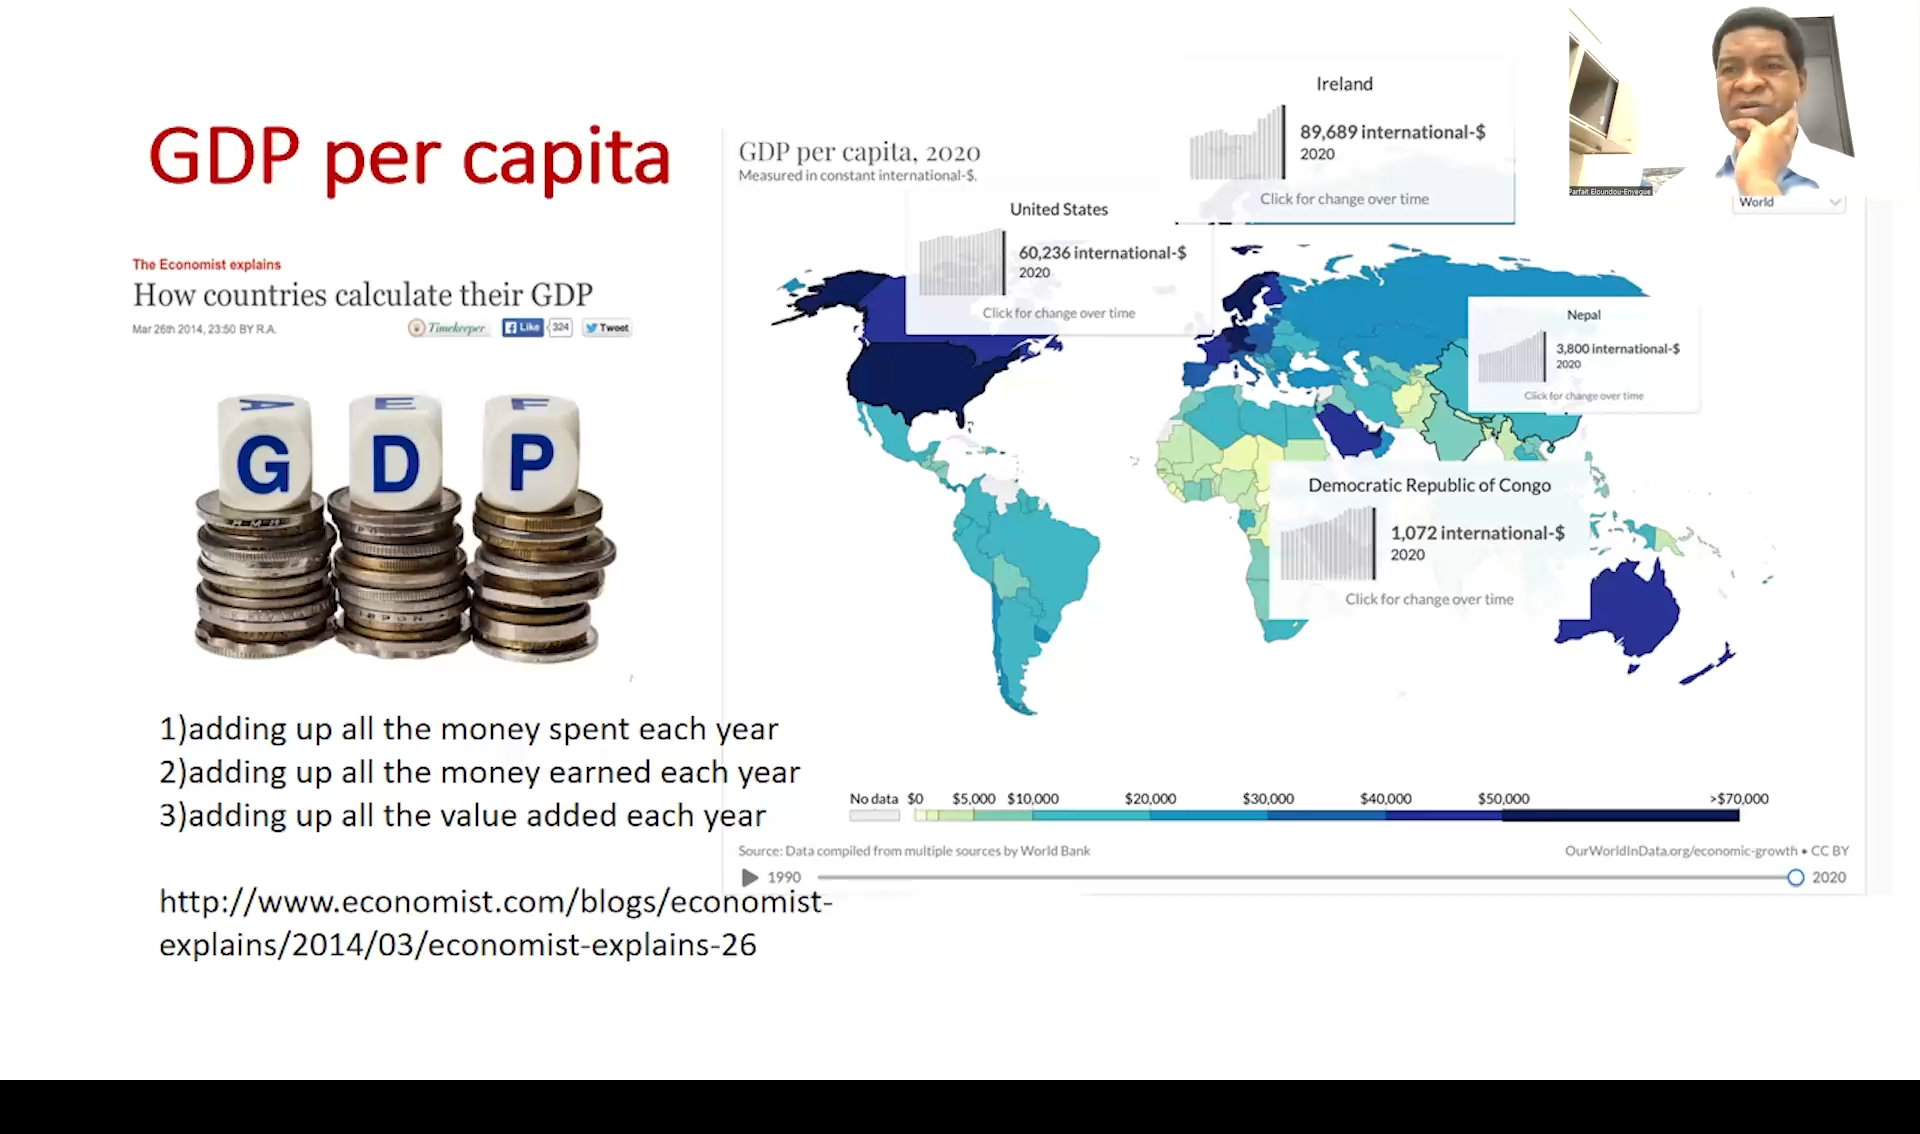 GDP per capita
The Economist explains
How countries calculate their GDP
Mar 26th 2014, 23:50 BY R.A.
Timekeeper
Like 324
Tweet
A E F
G D P
1)adding up all the money spent each year
2)adding up all the money earned each year
3)adding up all the value added each year
http://www.economist.com/blogs/economist-
explains/2014/03/economist-explains-26
GDP per capita, 2020
Measured in constant international-$.
United States
60,236 international-$
2020
Click for change over time
Ireland
89,689 international-$
2020
Click for change over time
Parfait Eloundou-Enyegue
World
Nepal
3,800 international-$
2020
Click for change over time
Democratic Republic of Congo
1,072 international-$
2020
Click for change over time
No data $0 $5,000 $10,000 $20,000 $30,000 $40,000 $50,000 >$70,000
Source: Data compiled from multiple sources by World Bank
OurWorldInData.org/economic-growth • CC BY
1990 2020